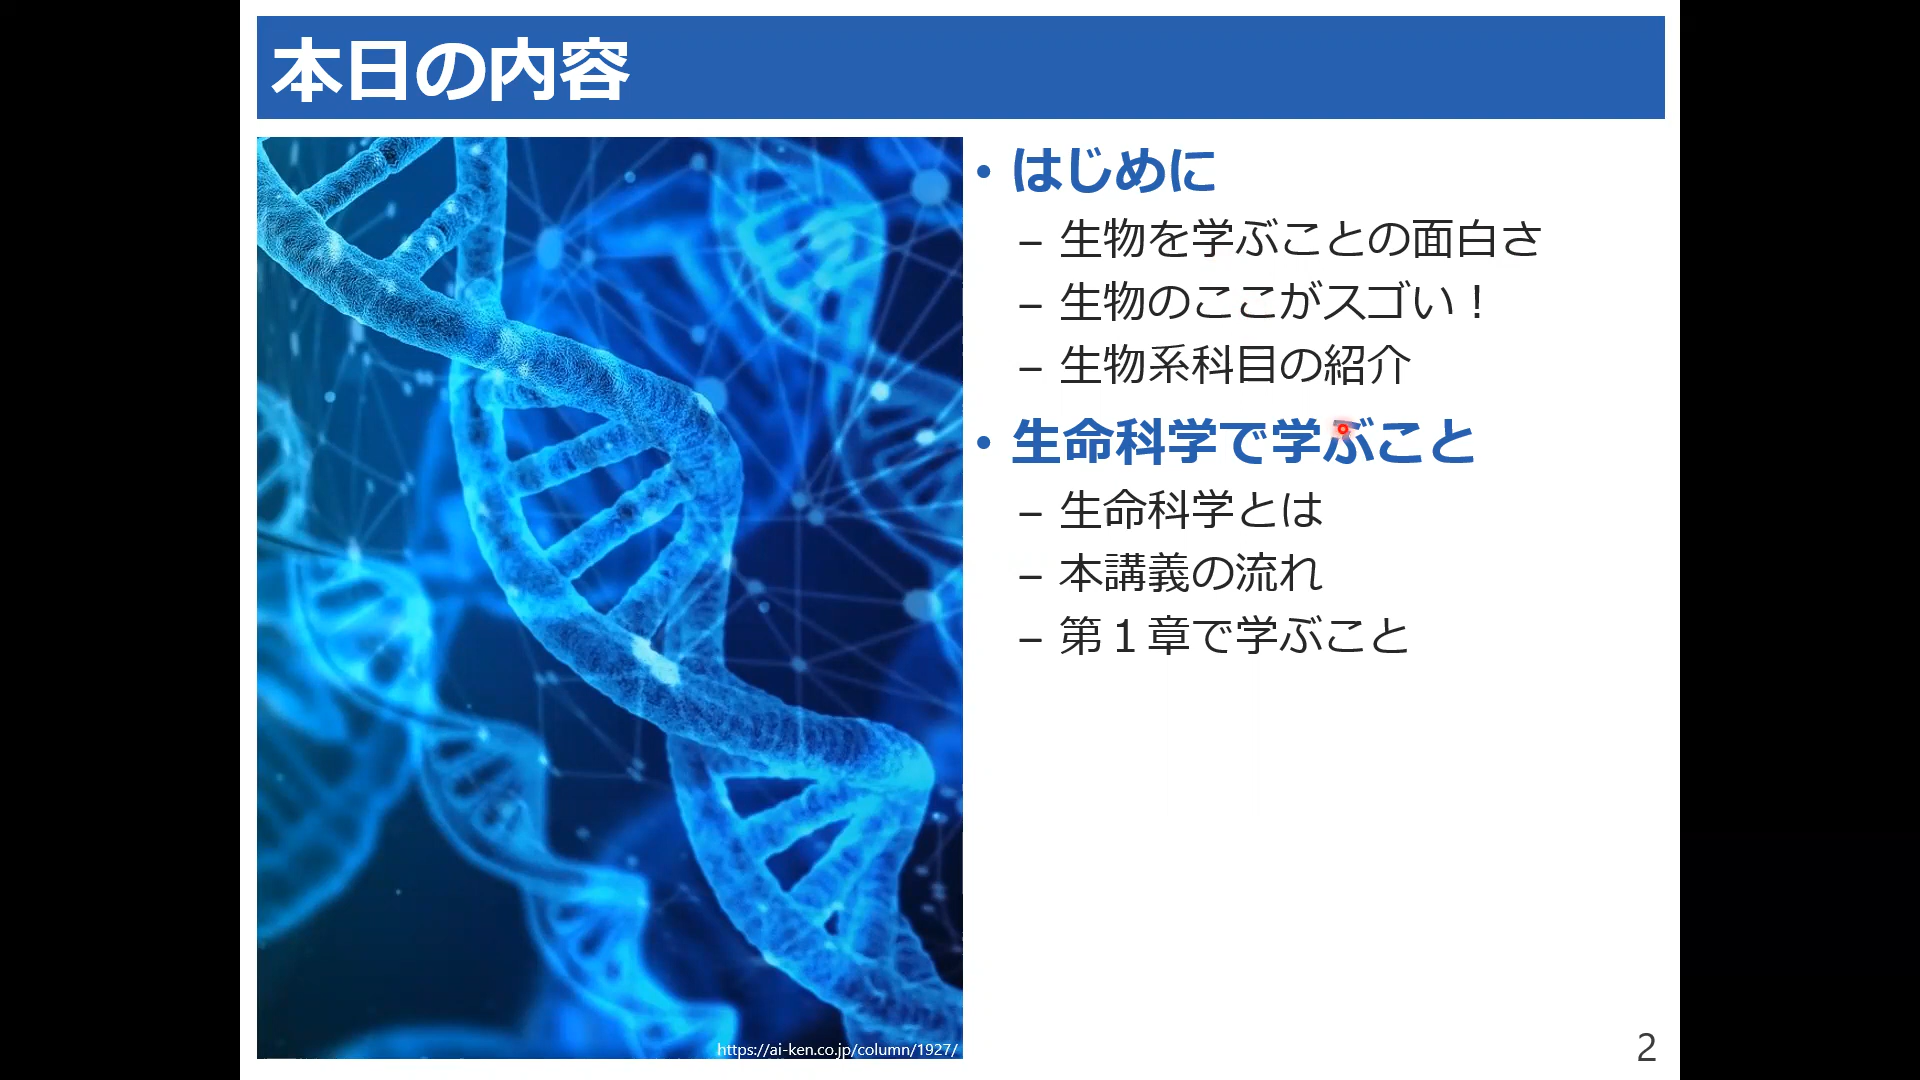 本日の内容
• はじめに
– 生物を学ぶことの面白さ
– 生物のここがスゴい！
– 生物系科目の紹介
• 生命科学で学ぶこと
– 生命科学とは
– 本講義の流れ
– 第１章で学ぶこと
https://ai-ken.co.jp/column/1927/
2